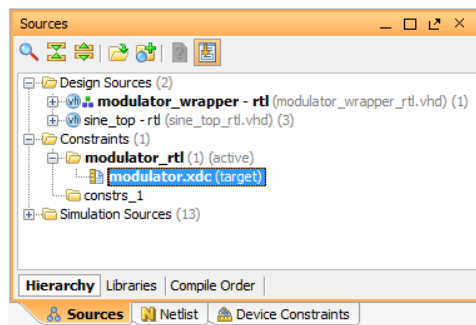 Sources
Design Sources (2)
modulator_wrapper - rtl (modulator_wrapper_rtl.vhd) (1)
sine_top - rtl (sine_top_rtl.vhd) (3)
Constraints (1)
modulator_rtl (1) (active)
modulator.xdc (target)
constrs_1
Simulation Sources (13)
Hierarchy Libraries Compile Order
Sources Netlist Device Constraints